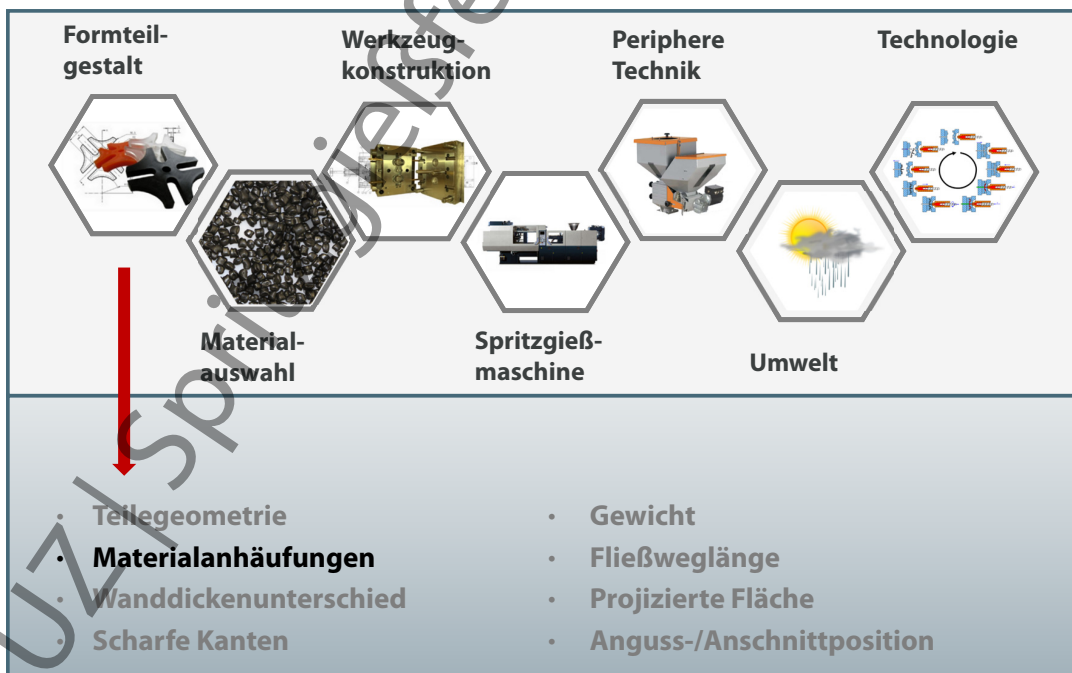 Formteil-
gestalt
Werkzeug-
konstruktion
Periphere
Technik
Technologie
Material-
auswahl
Spritzgieß-
maschine
Umwelt
• Teilegeometrie
• Materialanhäufungen
• Wanddickenunterschied
• Scharfe Kanten
• Gewicht
• Fließweglänge
• Projizierte Fläche
• Anguss-/Anschnittposition
UZ I